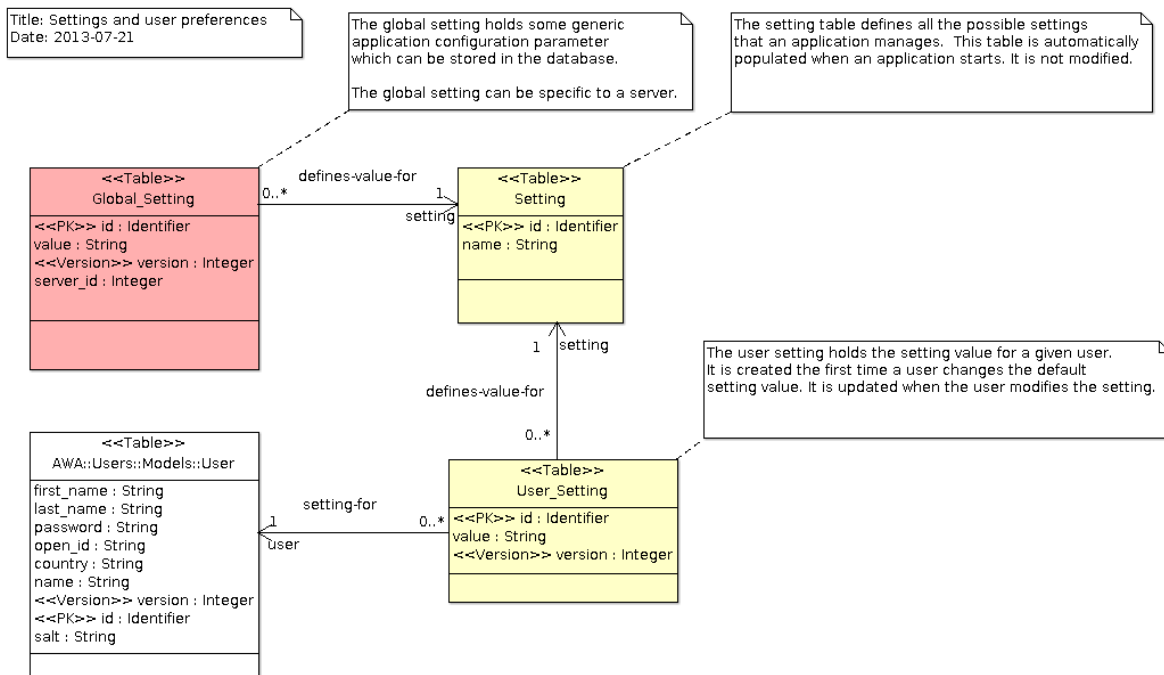 Title: Settings and user preferences
Date: 2013-07-21
The global setting holds some generic
application configuration parameter
which can be stored in the database.
The global setting can be specific to a server.
The setting table defines all the possible settings
that an application manages.  This table is automatically
populated when an application starts. It is not modified.
<<Table>>
Global_Setting
<<PK>> id : Identifier
value : String
<<Version>> version : Integer
server_id : Integer
defines-value-for
0..*
1
setting
<<Table>>
Setting
<<PK>> id : Identifier
name : String
1
setting
defines-value-for
0..*
The user setting holds the setting value for a given user.
It is created the first time a user changes the default
setting value. It is updated when the user modifies the setting.
<<Table>>
AWA::Users::Models::User
first_name : String
last_name : String
password : String
open_id : String
country : String
name : String
<<Version>> version : Integer
<<PK>> id : Identifier
salt : String
setting-for
1
0..*
user
<<Table>>
User_Setting
<<PK>> id : Identifier
value : String
<<Version>> version : Integer